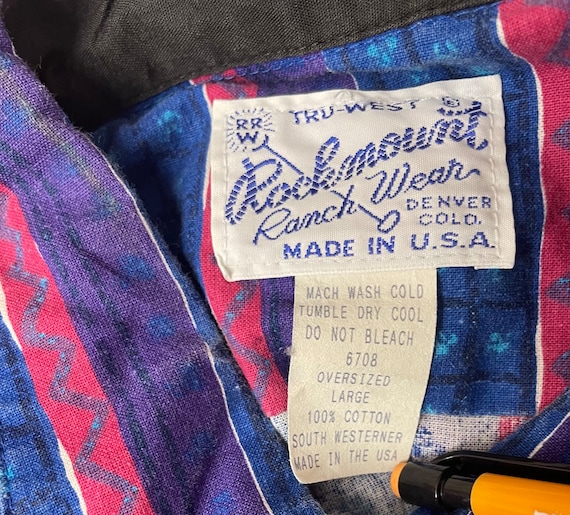 TRU-WEST ®
RR
W
Rockmount
Ranch Wear
DENVER
COLO.
MADE IN U.S.A.
MACH WASH COLD
TUMBLE DRY COOL
DO NOT BLEACH
6708
OVERSIZED
LARGE
100% COTTON
SOUTH WESTERNER
MADE IN THE USA